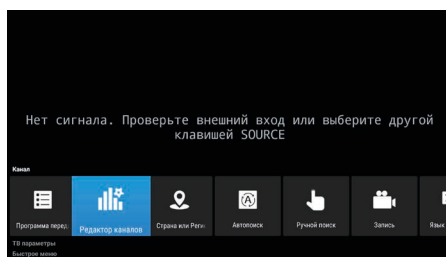 Нет сигнала. Проверьте внешний вход или выберите другой
клавишей SOURCE
Канал
Программа перед
Редактор каналов
Страна или Реги
Автопоиск
Ручной поиск
Запись
Язык
ТВ параметры
Быстрое меню